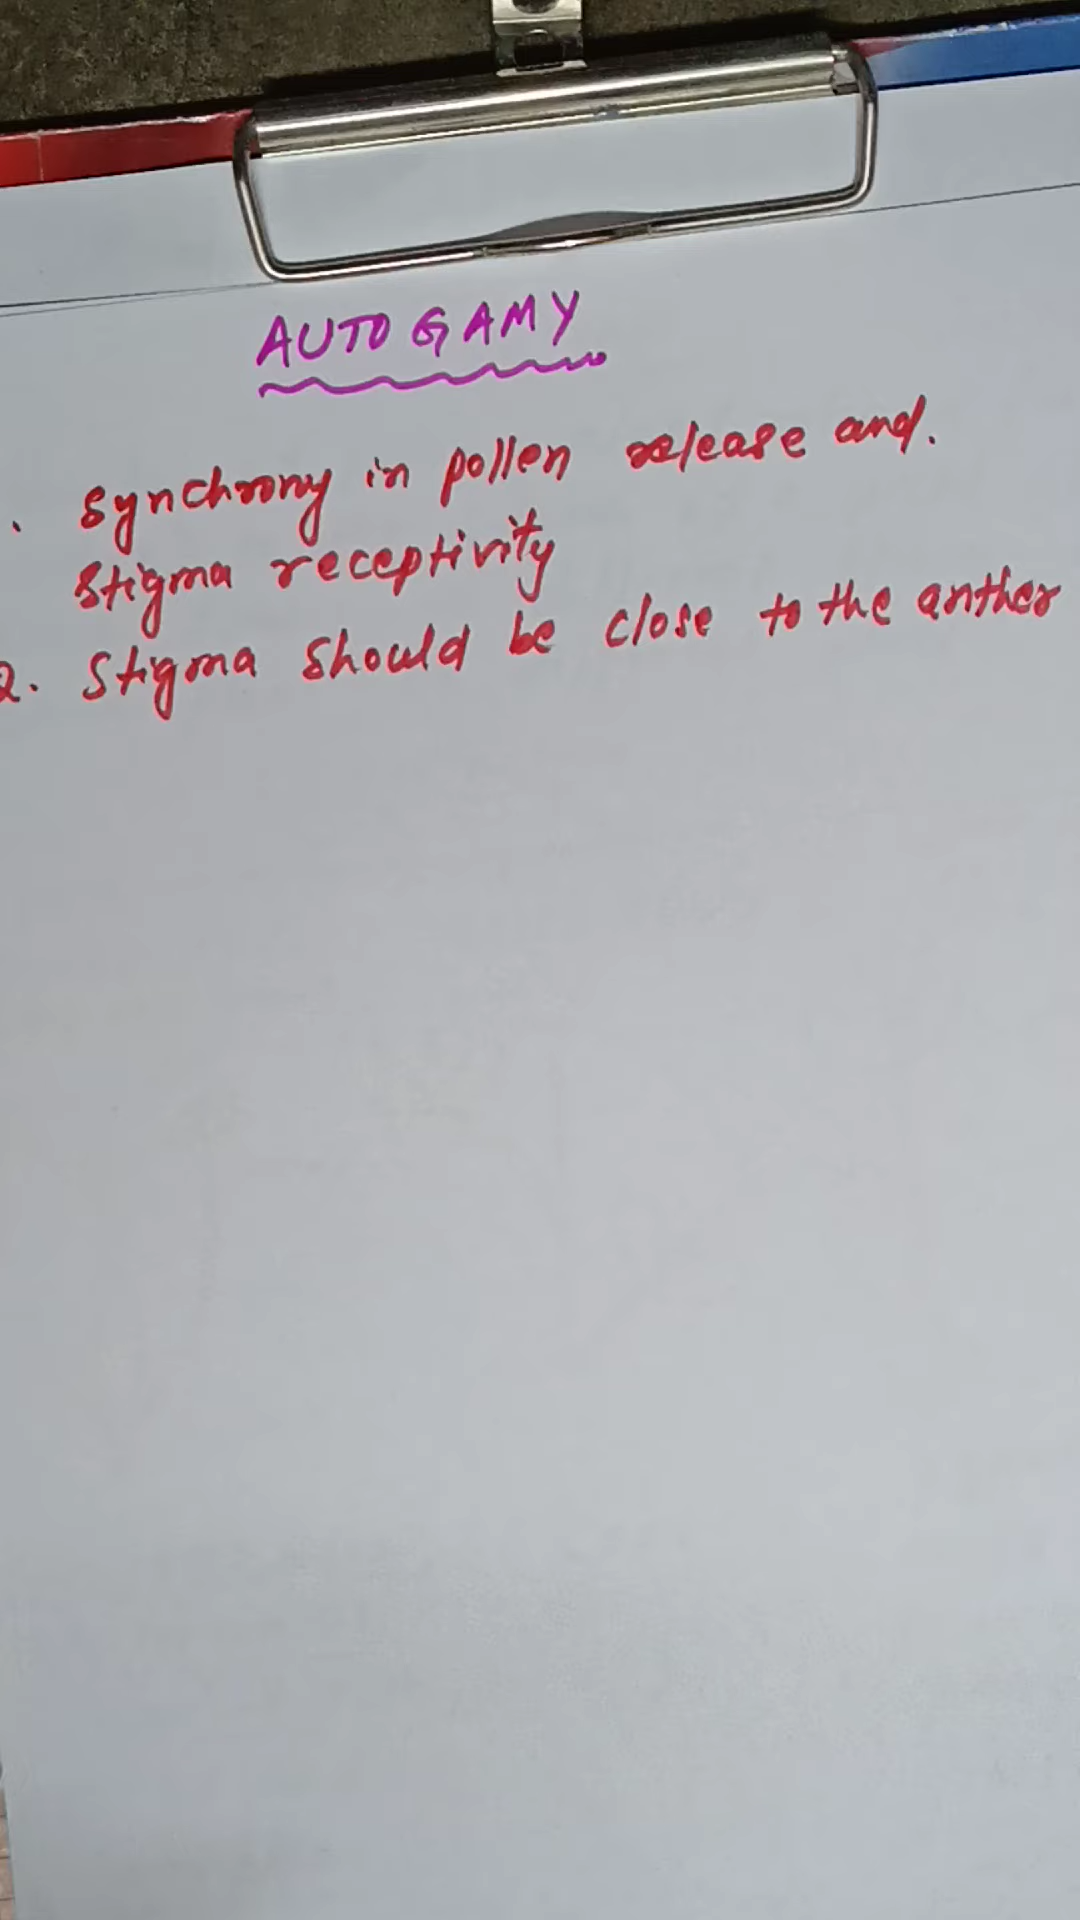 AUTOGAMY
. Synchrony in pollen release and.
Stigma receptivity
2. Stigma should be close to the anther